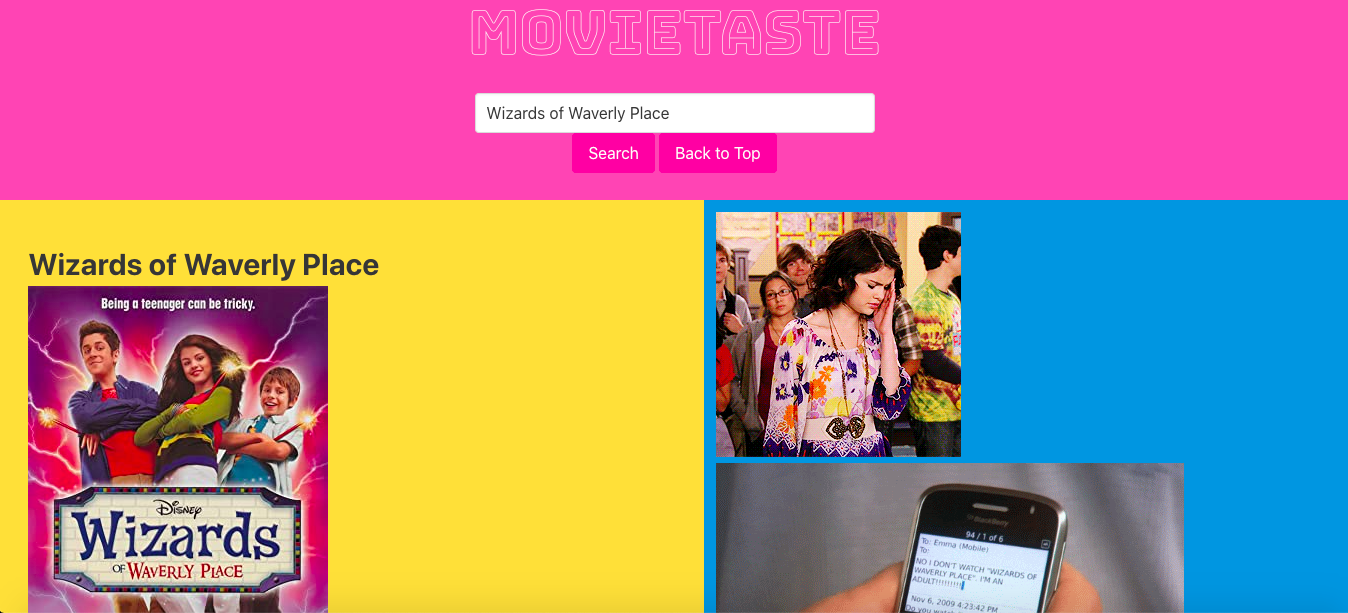 MOVIETASTE
Wizards of Waverly Place
Search
Back to Top
Wizards of Waverly Place
Being a teenager can be tricky.
Disney
Wizards
OF WAVERLY PLACE
BlackBerry
94 / 1 of 6
To: Emma (Mobile)
To:
NO I DON'T WATCH "WIZARDS OF
WAVERLY PLACE". I'M AN
ADULT!!!!!!!!!!
Nov 6, 2009 4:23:42 PM
Do you